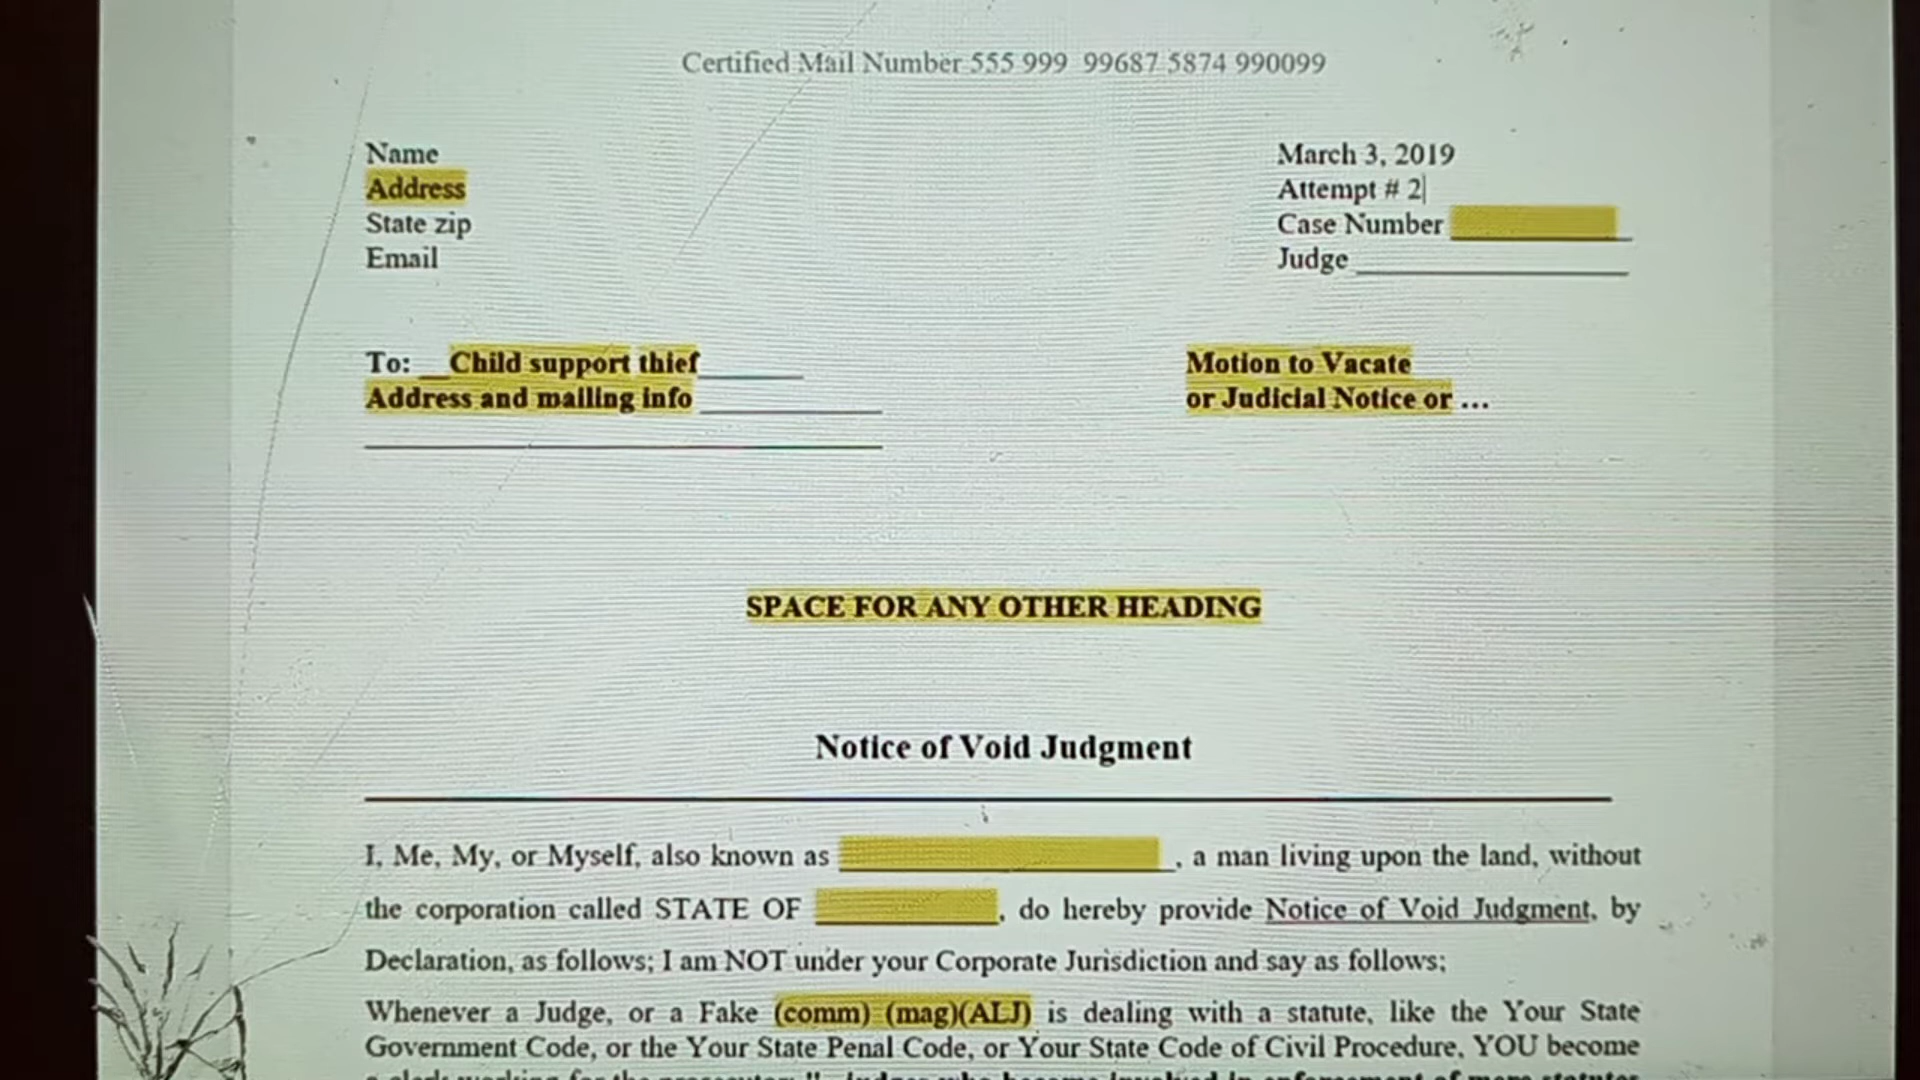 Certified Mail Number 555 999  99687 5874 990099
Name
Address
State zip
Email
March 3, 2019
Attempt # 2
Case Number
Judge
To: __Child support thief
Address and mailing info
Motion to Vacate
or Judicial Notice or ...
SPACE FOR ANY OTHER HEADING
Notice of Void Judgment
I, Me, My, or Myself, also known as , a man living upon the land, without
the corporation called STATE OF , do hereby provide Notice of Void Judgment, by
Declaration, as follows; I am NOT under your Corporate Jurisdiction and say as follows;
Whenever a Judge, or a Fake (comm) (mag)(ALJ) is dealing with a statute, like the Your State
Government Code, or the Your State Penal Code, or Your State Code of Civil Procedure, YOU become